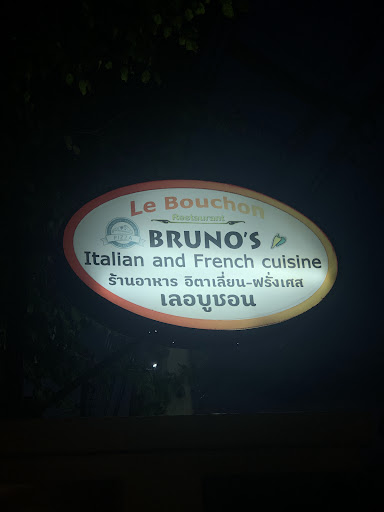 Le Bouchon
Restaurant
BRUNO'S
Italian and French cuisine
ร้านอาหาร อิตาเลี่ยน-ฝรั่งเศส
เลอบูชอน